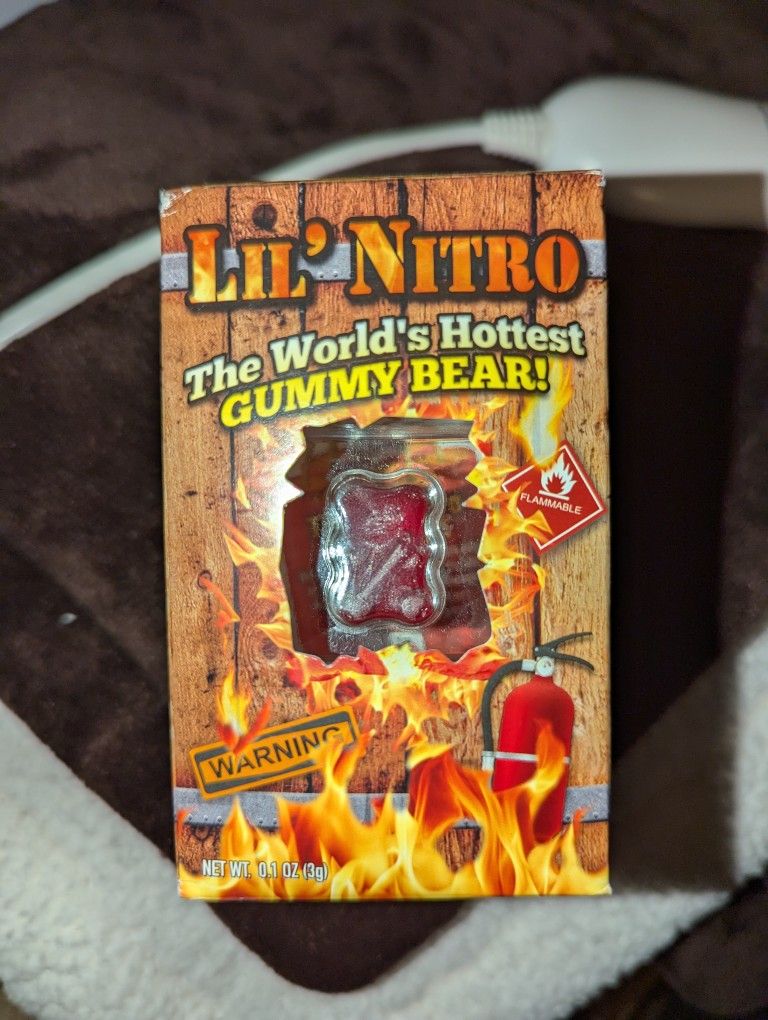 LIL' NITRO
The World's Hottest
GUMMY BEAR!
FLAMMABLE
WARNING
NET WT. 0.1 OZ (3g)